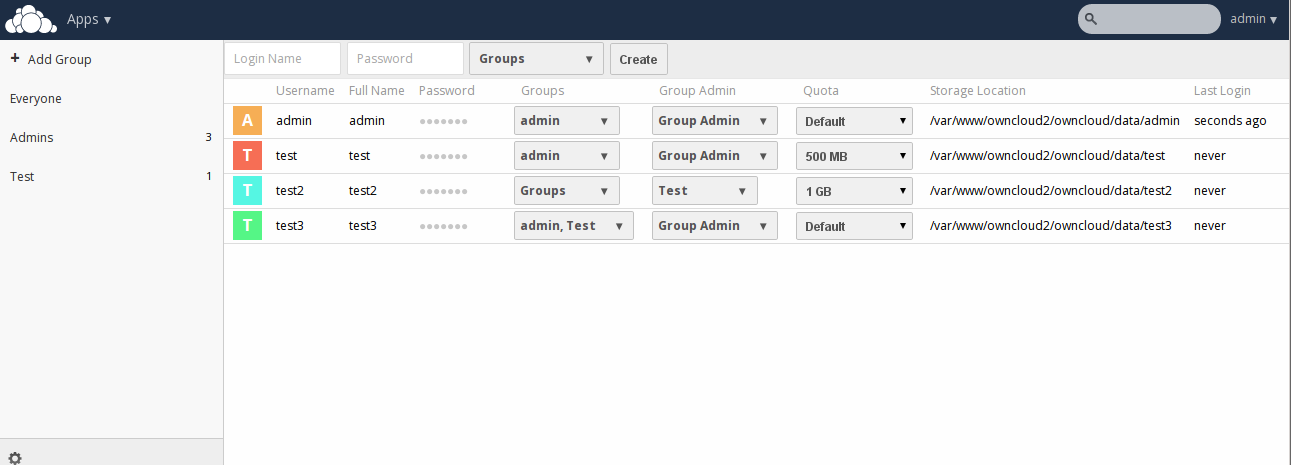 Apps ▼ admin ▼
+ Add Group
Everyone
Admins 3
Test 1
Login Name Password Groups ▼ Create
Username Full Name Password Groups Group Admin Quota Storage Location Last Login
A admin admin ●●●●●●● admin ▼ Group Admin ▼ Default ▼ /var/www/owncloud2/owncloud/data/admin seconds ago
T test test ●●●●●●● admin ▼ Group Admin ▼ 500 MB ▼ /var/www/owncloud2/owncloud/data/test never
T test2 test2 ●●●●●●● Groups ▼ Test ▼ 1 GB ▼ /var/www/owncloud2/owncloud/data/test2 never
T test3 test3 ●●●●●●● admin, Test ▼ Group Admin ▼ Default ▼ /var/www/owncloud2/owncloud/data/test3 never